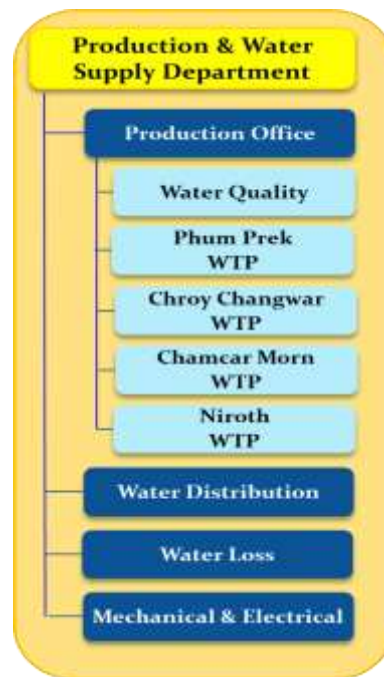 Production & Water
Supply Department
Production Office
Water Quality
Phum Prek
WTP
Chroy Changwar
WTP
Chamcar Morn
WTP
Niroth
WTP
Water Distribution
Water Loss
Mechanical & Electrical